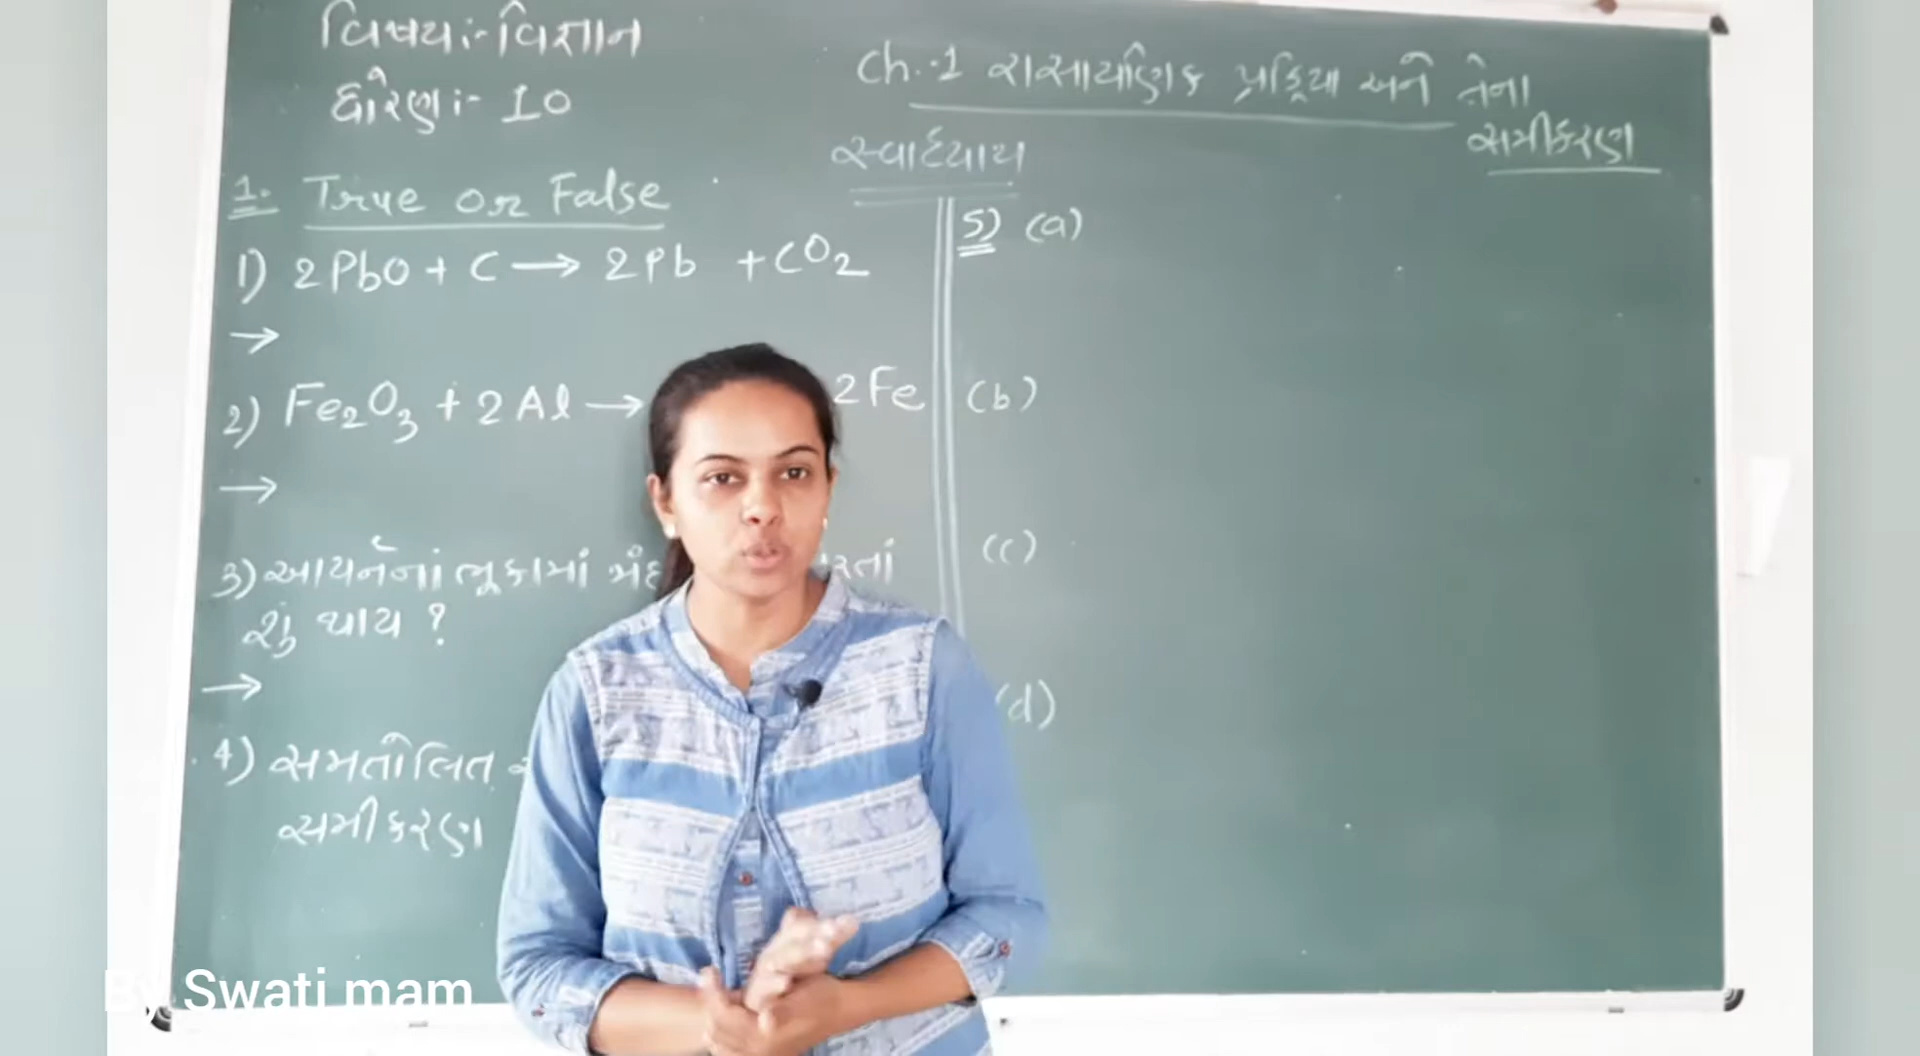 વિષય:- વિજ્ઞાન
ધોરણ:- 10
Ch.-1 રાસાયણિક પ્રક્રિયા અને તેના
સમીકરણ
સ્વાધ્યાય
1. True or False
1) 2PbO + C → 2Pb + CO2
→
2) Fe2O3 + 2Al → 2Fe
→
3) આયર્નનાં ભૂકામાં
શું થાય ?
→
4) સમતોલિત
સમીકરણ
5) (a)
(b)
(c)
(d)
By Swati mam